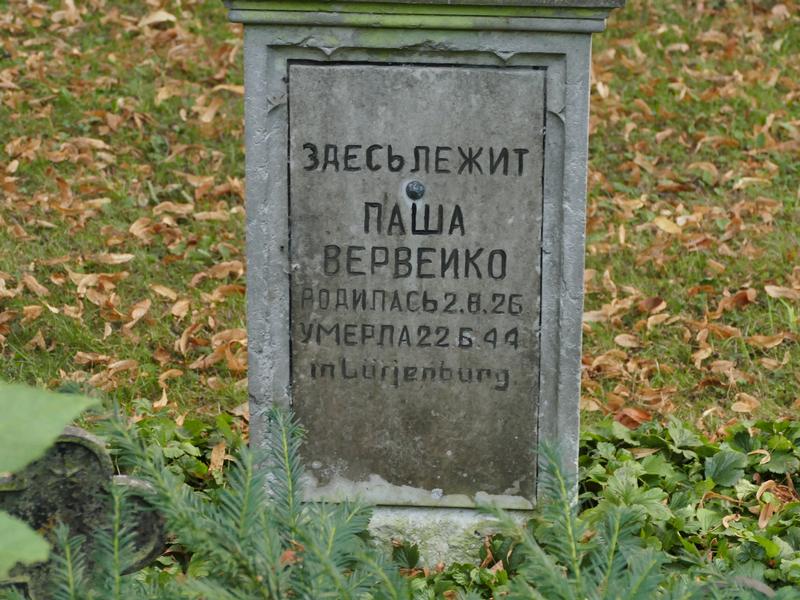 ЗДЕСЬ ЛЕЖИТ
ПАША
ВЕРВЕИКО
РОДИЛАСЬ 2.8.26
УМЕРЛА 22 6 44
in Lürjenburg